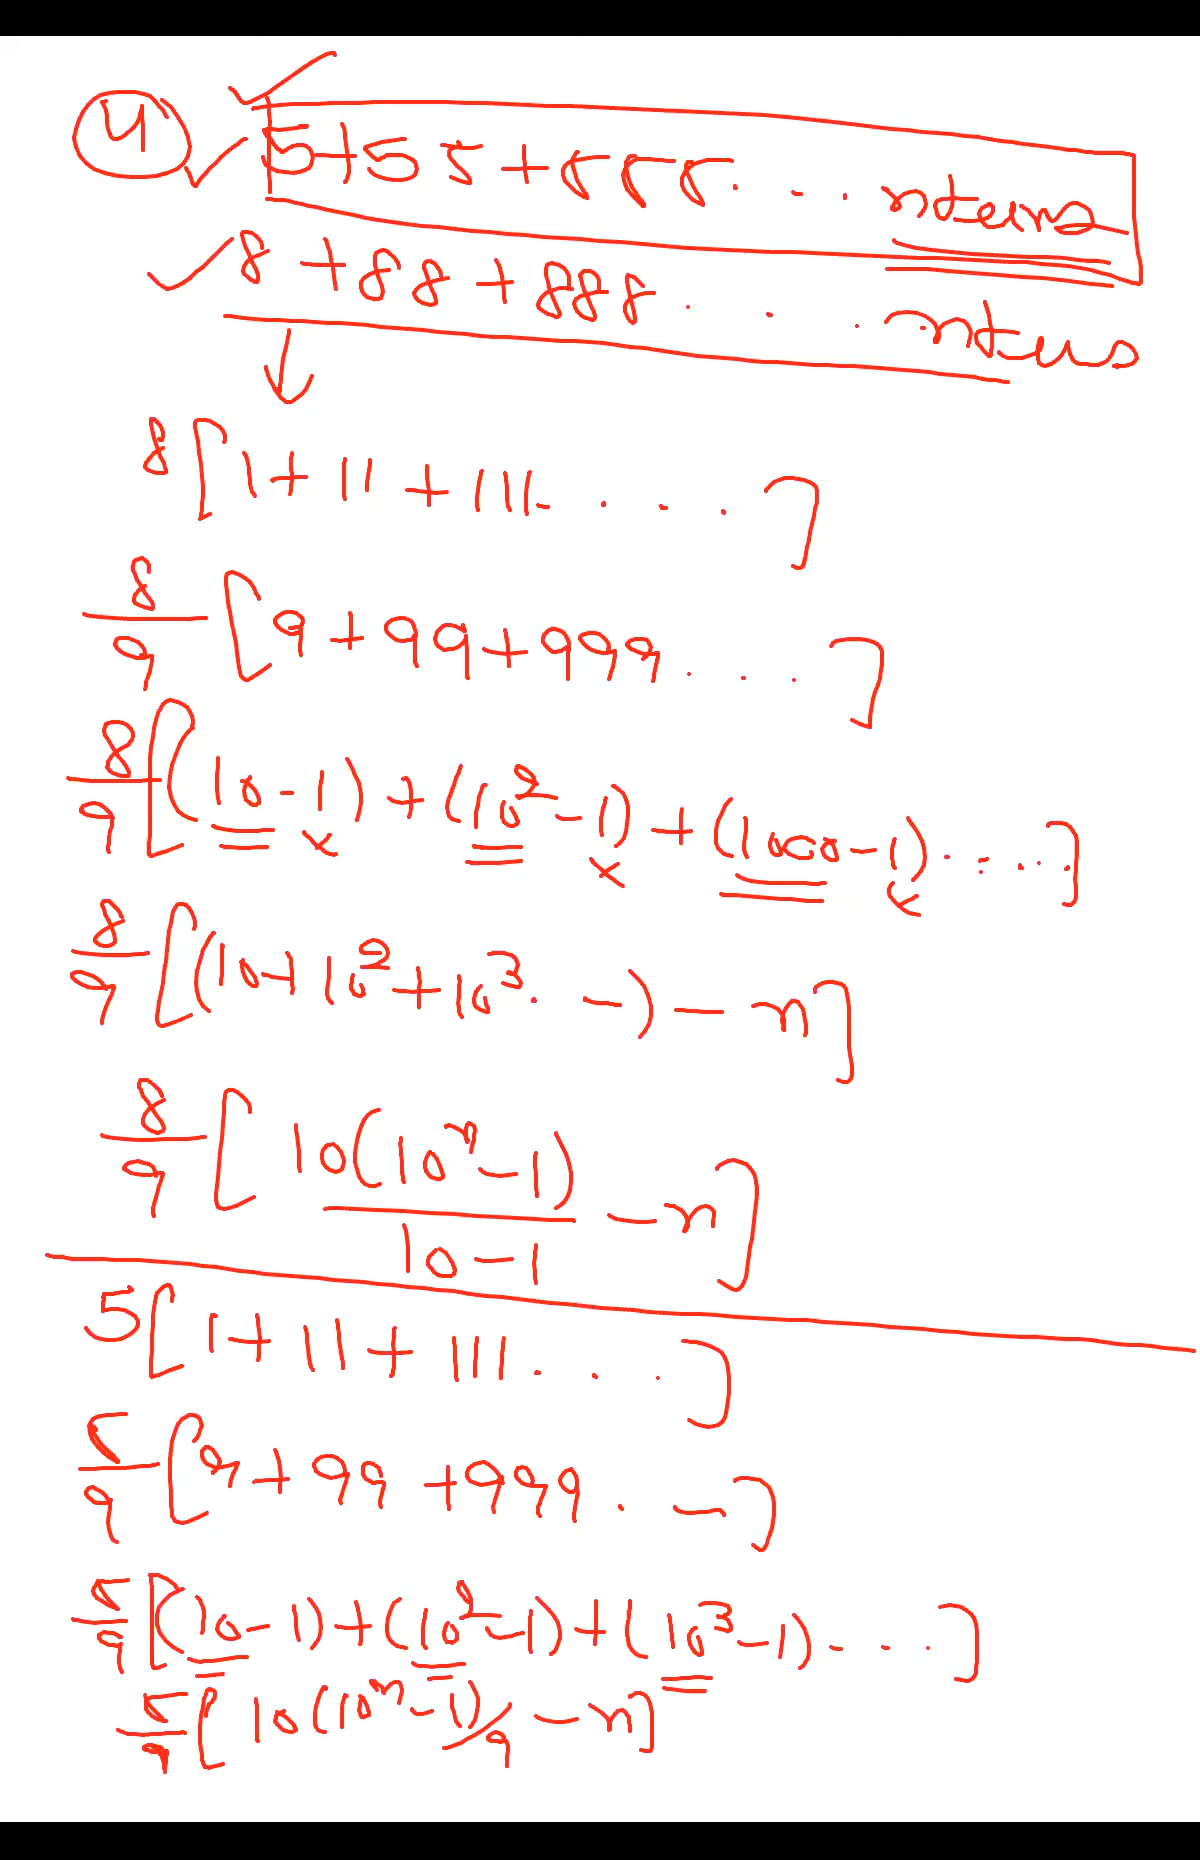 4 5+55+555. . . . nterms
8+88+888 . . . . nterms
8[1+11+111. . . . ]
8/9 [9+99+999. . . ]
8/9 [(10-1)+(10²-1)+(1000-1). . . . ]
8/9 [(10+10²+10³. -)-n]
8/9 [10(10ⁿ-1)/10-1 -n]
5[1+11+111. . . ]
5/9 [9+99+999. -]
5/9 [(10-1)+(10²-1)+(10³-1). . . ]
5/9 [10(10ⁿ-1)/9 -n]